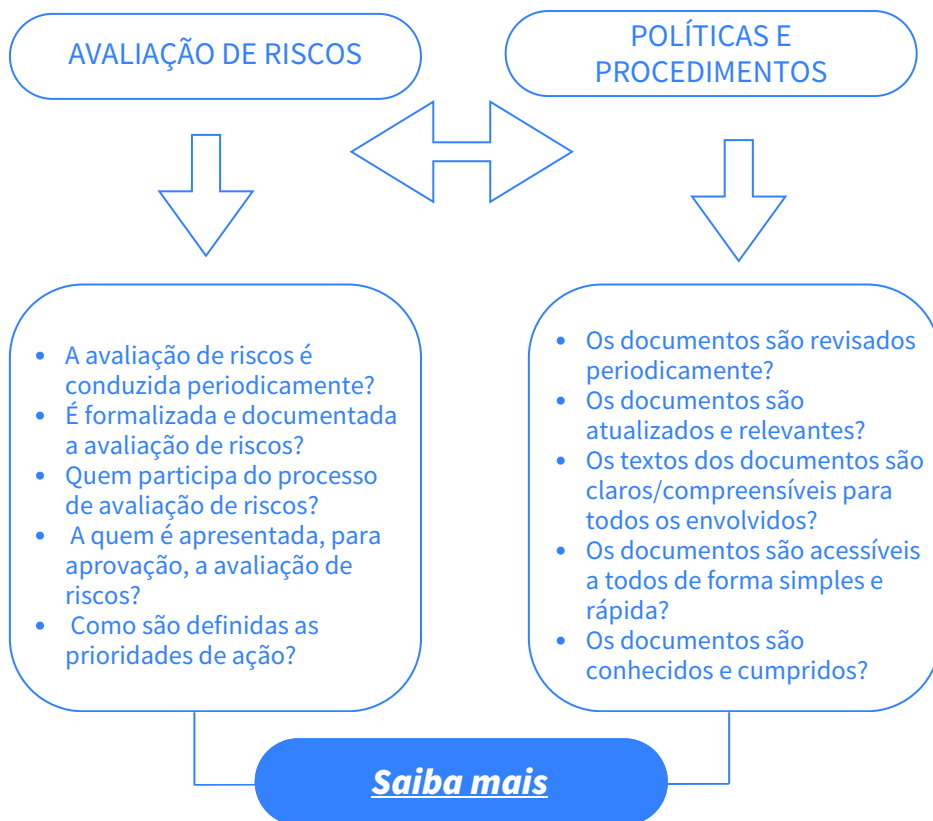 AVALIAÇÃO DE RISCOS
POLÍTICAS E
PROCEDIMENTOS
• A avaliação de riscos é
conduzida periodicamente?
• É formalizada e documentada
a avaliação de riscos?
• Quem participa do processo
de avaliação de riscos?
• A quem é apresentada, para
aprovação, a avaliação de
riscos?
• Como são definidas as
prioridades de ação?
• Os documentos são revisados
periodicamente?
• Os documentos são
atualizados e relevantes?
• Os textos dos documentos são
claros/compreensíveis para
todos os envolvidos?
• Os documentos são acessíveis
a todos de forma simples e
rápida?
• Os documentos são
conhecidos e cumpridos?
Saiba mais